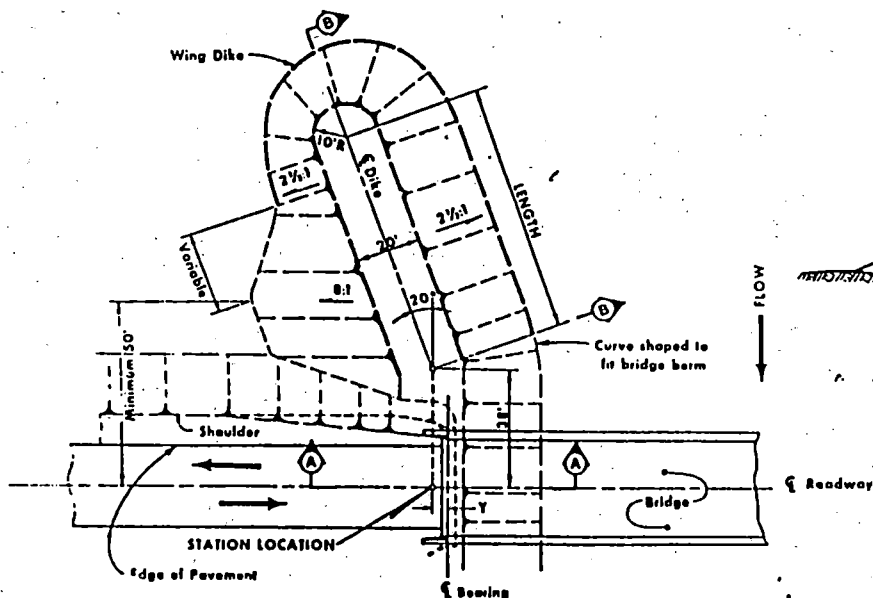 B
Wing Dike
10'R
℄ Dike
2½:1
2½:1
LENGTH
Variable
20'
8:1
20°
B
FLOW
Minimum 150'
Curve shaped to
fit bridge berm
Shoulder
A
A
℄ Roadway
Bridge
STATION LOCATION
Y
Edge of Pavement
℄ Bearing